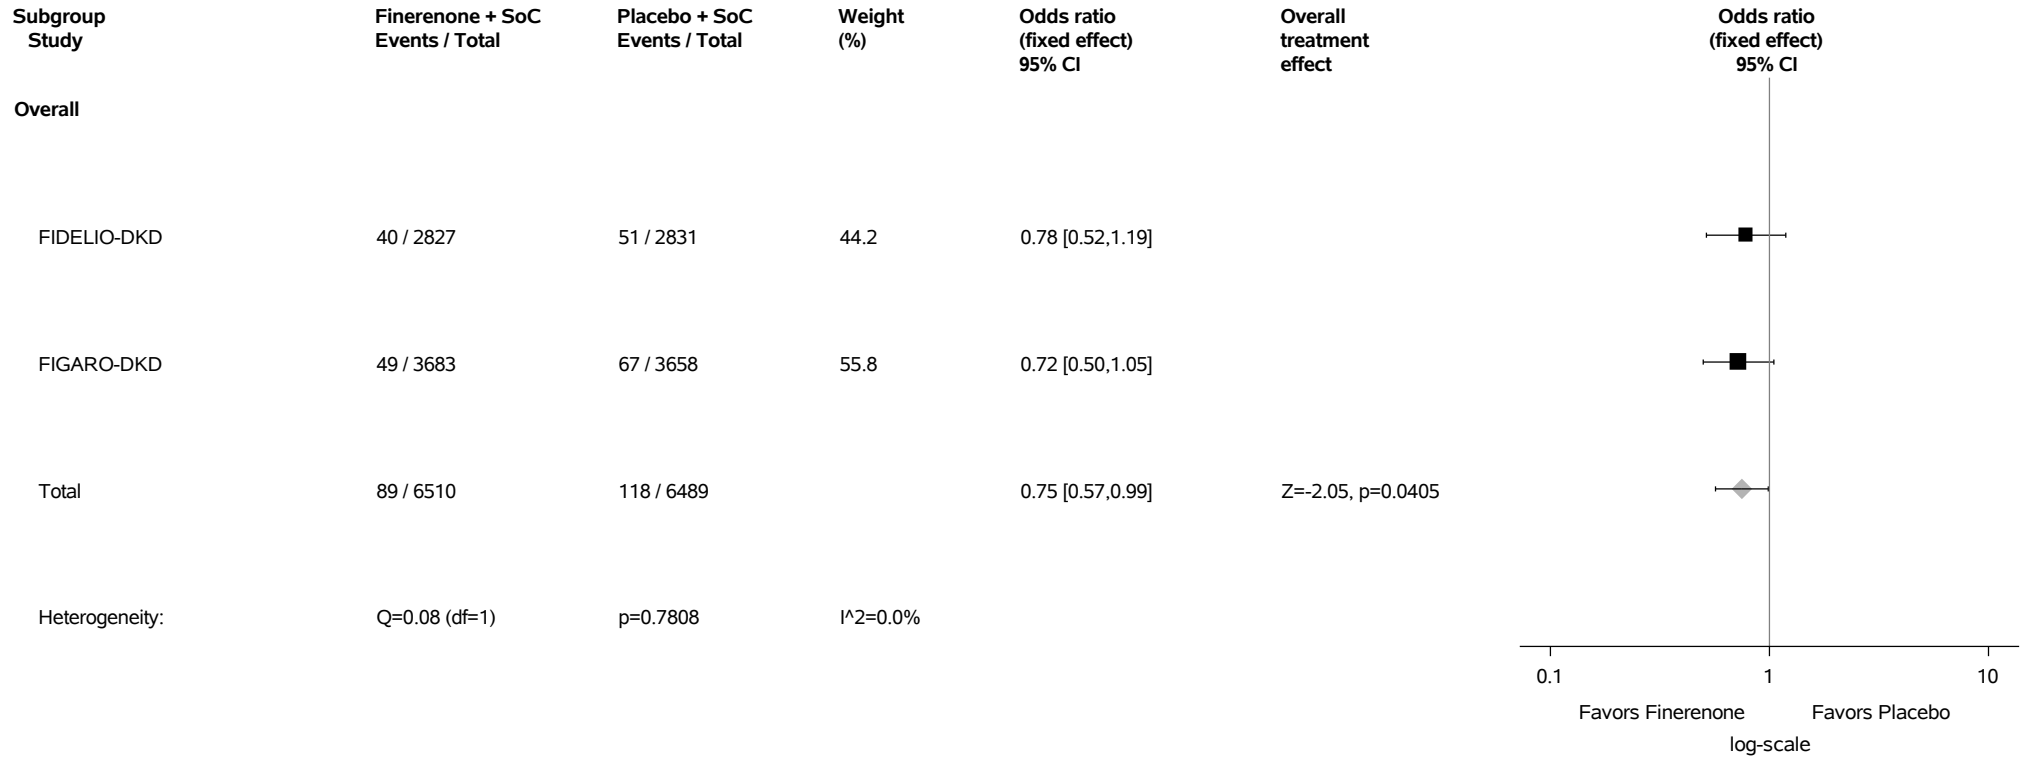 Subgroup Finerenone + SoC Placebo + SoC Weight Odds ratio Overall Odds ratio
Study Events / Total Events / Total (%) (fixed effect) treatment (fixed effect)
95% CI effect 95% CI
Overall
FIDELIO-DKD 40 / 2827 51 / 2831 44.2 0.78 [0.52,1.19]
FIGARO-DKD 49 / 3683 67 / 3658 55.8 0.72 [0.50,1.05]
Total 89 / 6510 118 / 6489 0.75 [0.57,0.99] Z=-2.05, p=0.0405
Heterogeneity: Q=0.08 (df=1) p=0.7808 I^2=0.0%
0.1 1 10
Favors Finerenone Favors Placebo
log-scale